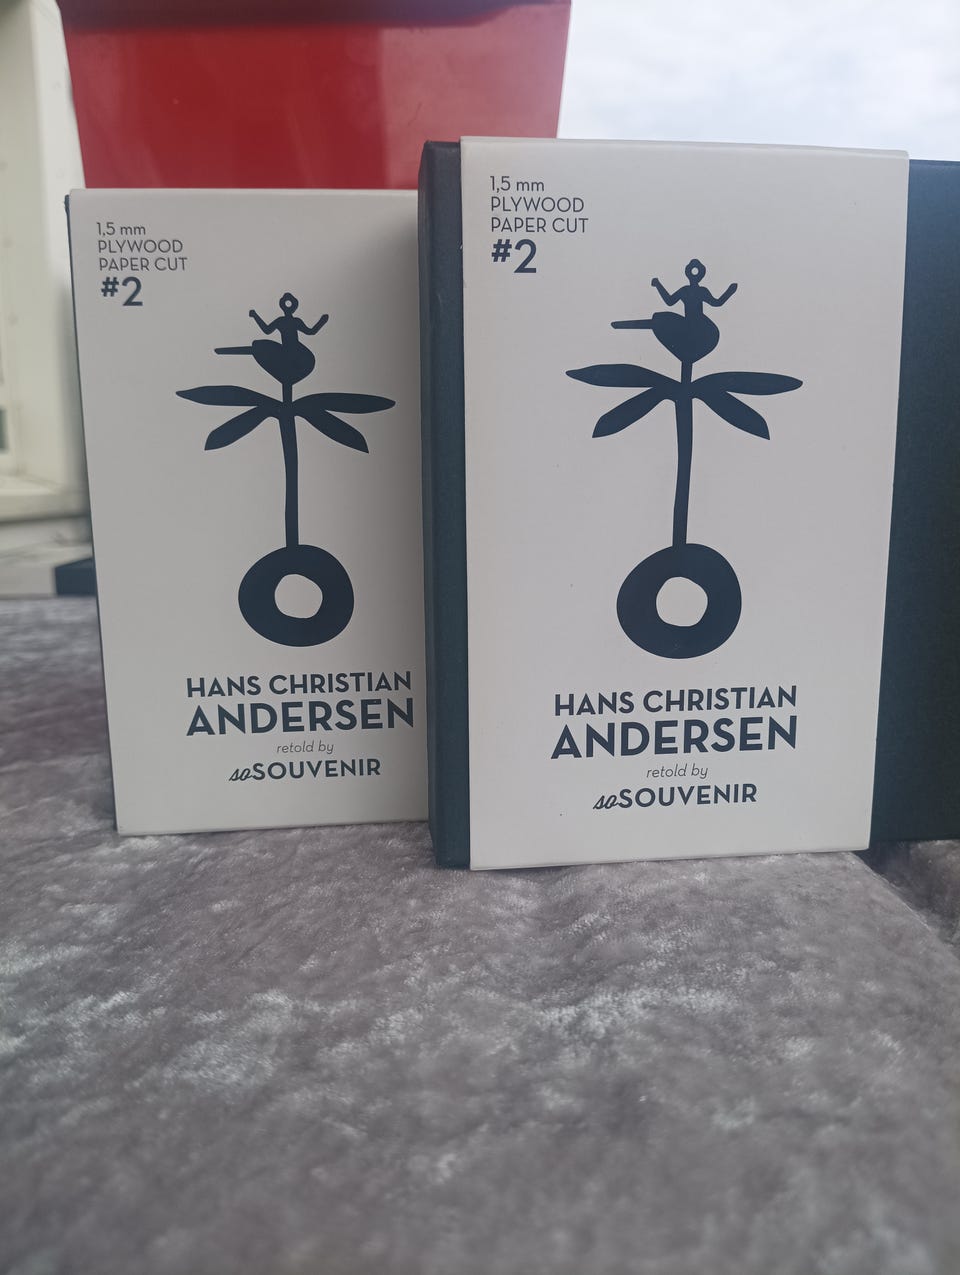 1,5 mm
PLYWOOD
PAPER CUT
#2
HANS CHRISTIAN
ANDERSEN
retold by
soSOUVENIR
1,5 mm
PLYWOOD
PAPER CUT
#2
HANS CHRISTIAN
ANDERSEN
retold by
soSOUVENIR